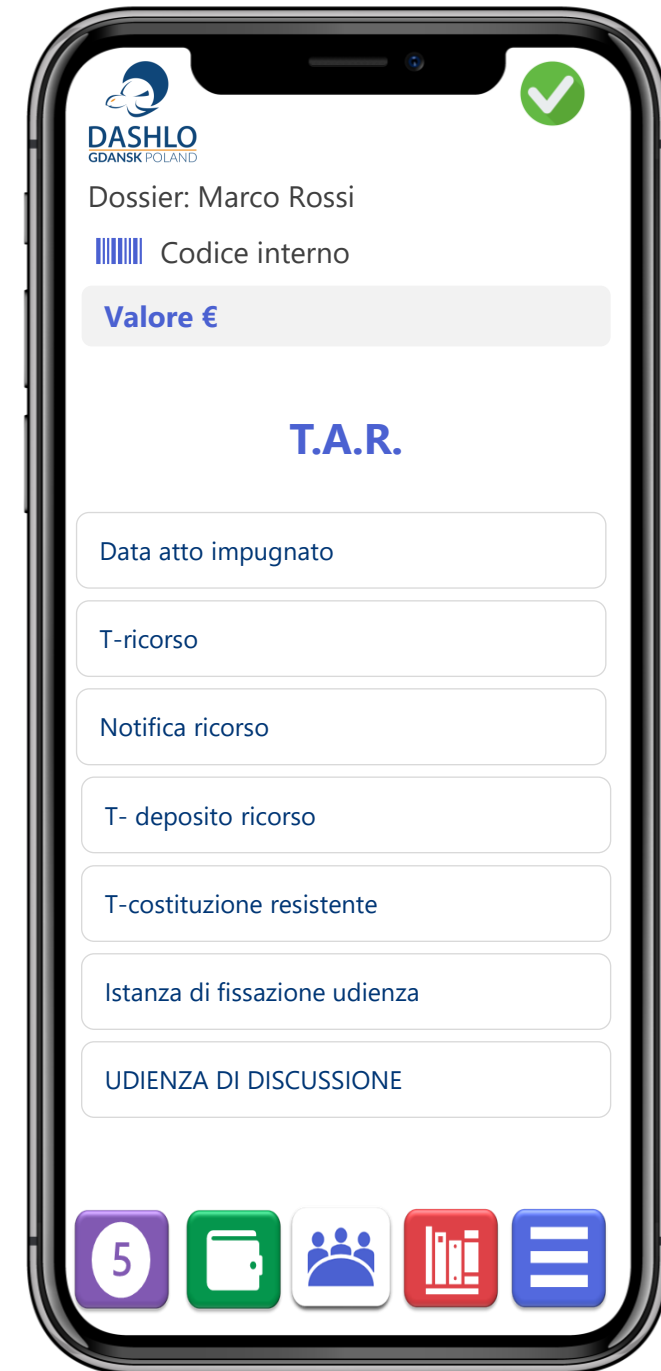 DASHLO
GDANSK POLAND
Dossier: Marco Rossi
Codice interno
Valore €
T.A.R.
Data atto impugnato
T-ricorso
Notifica ricorso
T- deposito ricorso
T-costituzione resistente
Istanza di fissazione udienza
UDIENZA DI DISCUSSIONE
5